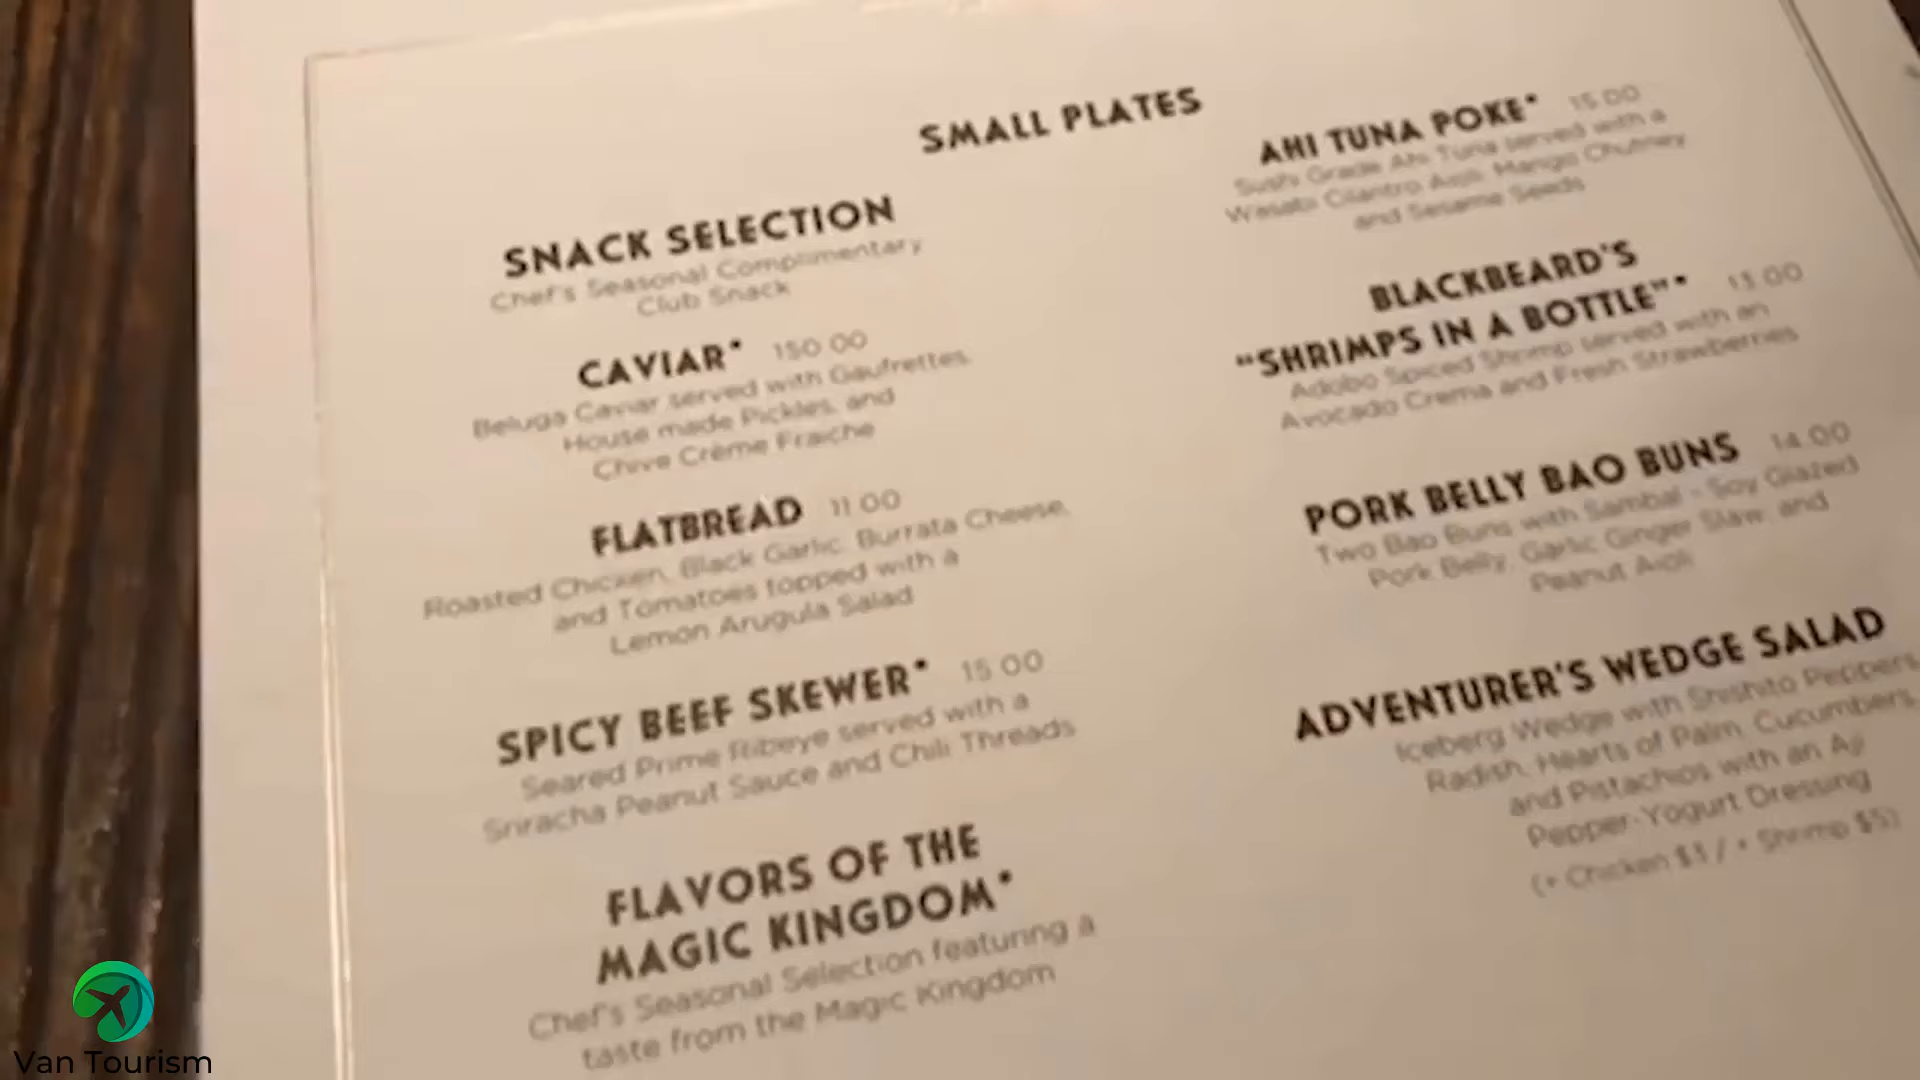 SMALL PLATES
SNACK SELECTION
Chef's Seasonal Complimentary
Club Snack
CAVIAR* 150.00
Beluga Caviar served with Gaufrettes,
House made Pickles, and
Chive Crème Fraiche
FLATBREAD 11.00
Roasted Chicken, Black Garlic, Burrata Cheese,
and Tomatoes topped with a
Lemon Arugula Salad
SPICY BEEF SKEWER* 15.00
Seared Prime Ribeye served with a
Sriracha Peanut Sauce and Chili Threads
FLAVORS OF THE
MAGIC KINGDOM*
Chef's Seasonal Selection featuring a
taste from the Magic Kingdom
AHI TUNA POKE* 15.00
Sushi Grade Ahi Tuna served with a
Wasabi Cilantro Aioli, Mango Chutney,
and Sesame Seeds
BLACKBEARD'S
"SHRIMPS IN A BOTTLE"* 13.00
Adobo Spiced Shrimp served with an
Avocado Crema and Fresh Strawberries
PORK BELLY BAO BUNS 14.00
Two Bao Buns with Sambal - Soy Glazed
Pork Belly, Garlic Ginger Slaw, and
Peanut Aioli
ADVENTURER'S WEDGE SALAD
Iceberg Wedge with Shishito Peppers,
Radish, Hearts of Palm, Cucumbers,
and Pistachios with an Aji
Pepper-Yogurt Dressing
(+ Chicken / + Shrimp $5)
Van Tourism